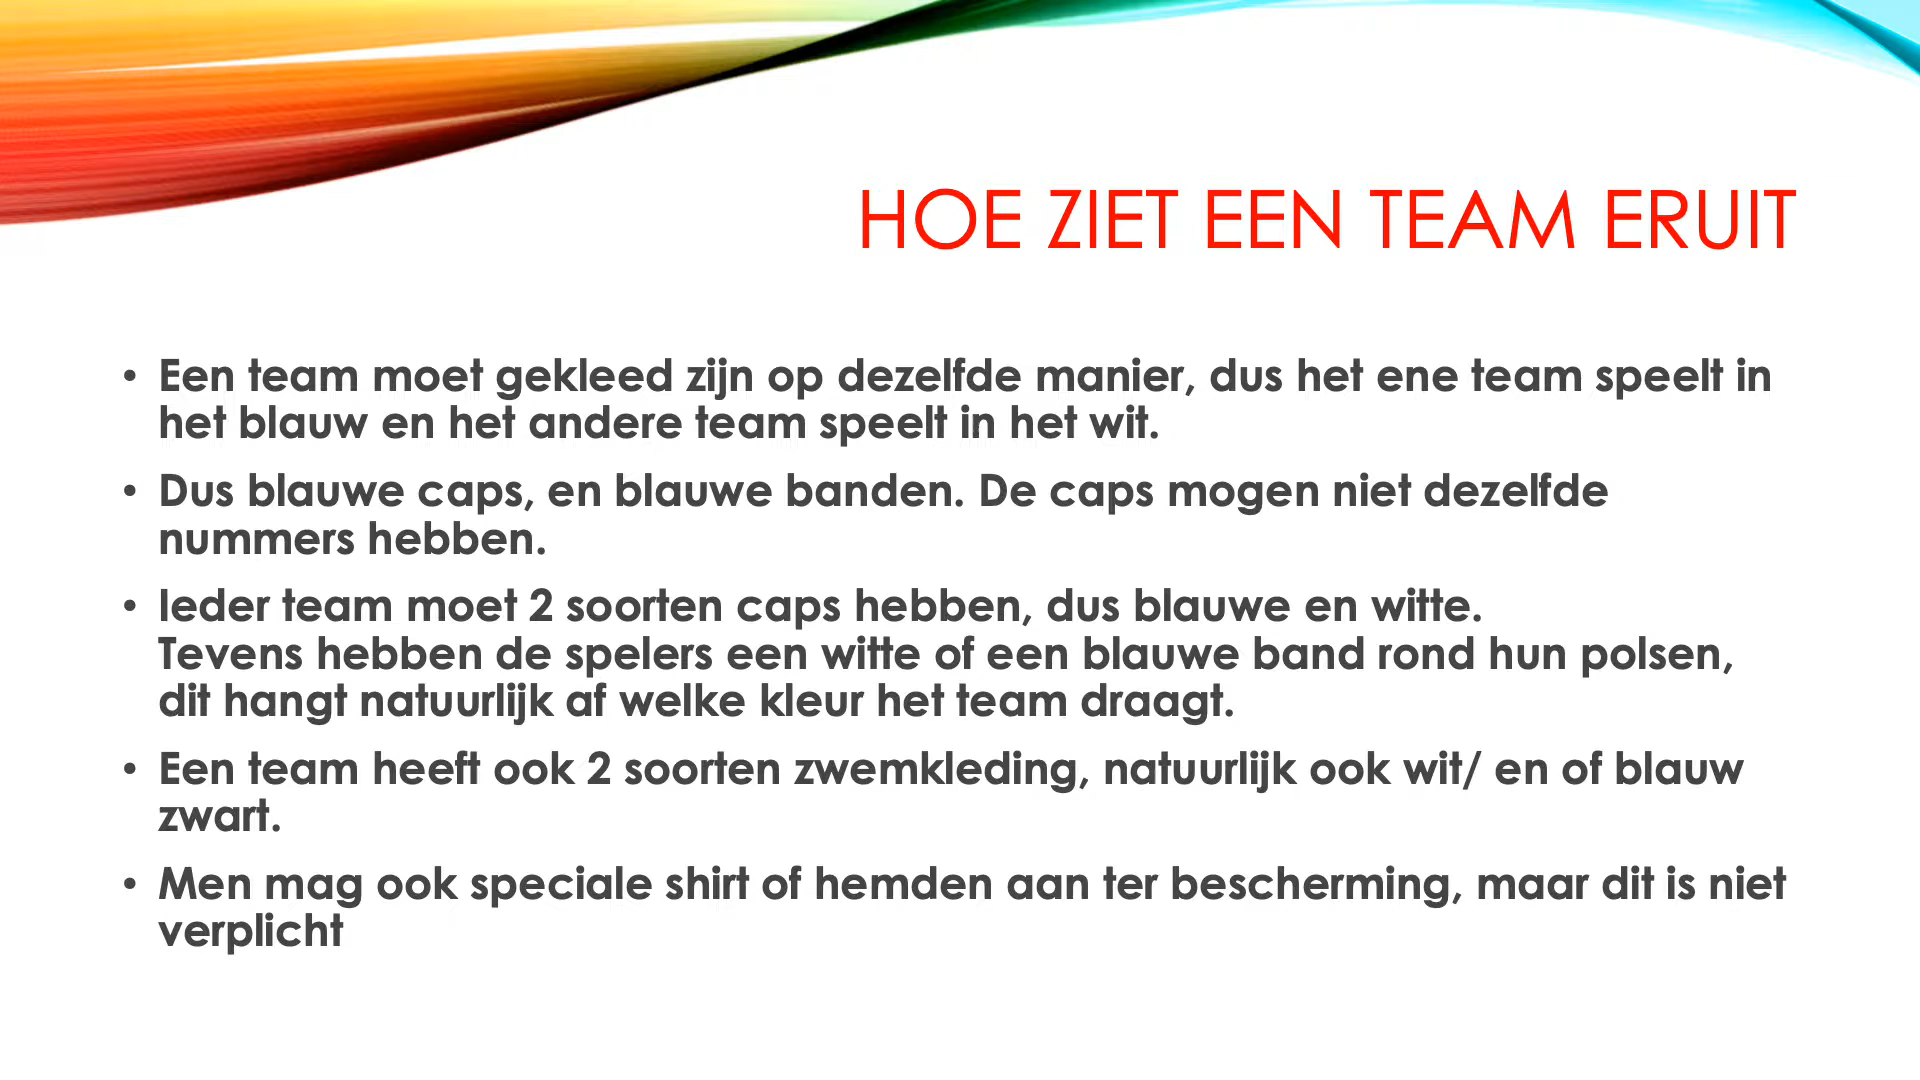 HOE ZIET EEN TEAM ERUIT
• Een team moet gekleed zijn op dezelfde manier, dus het ene team speelt in
het blauw en het andere team speelt in het wit.
• Dus blauwe caps, en blauwe banden. De caps mogen niet dezelfde
nummers hebben.
• Ieder team moet 2 soorten caps hebben, dus blauwe en witte.
Tevens hebben de spelers een witte of een blauwe band rond hun polsen,
dit hangt natuurlijk af welke kleur het team draagt.
• Een team heeft ook 2 soorten zwemkleding, natuurlijk ook wit/ en of blauw
zwart.
• Men mag ook speciale shirt of hemden aan ter bescherming, maar dit is niet
verplicht